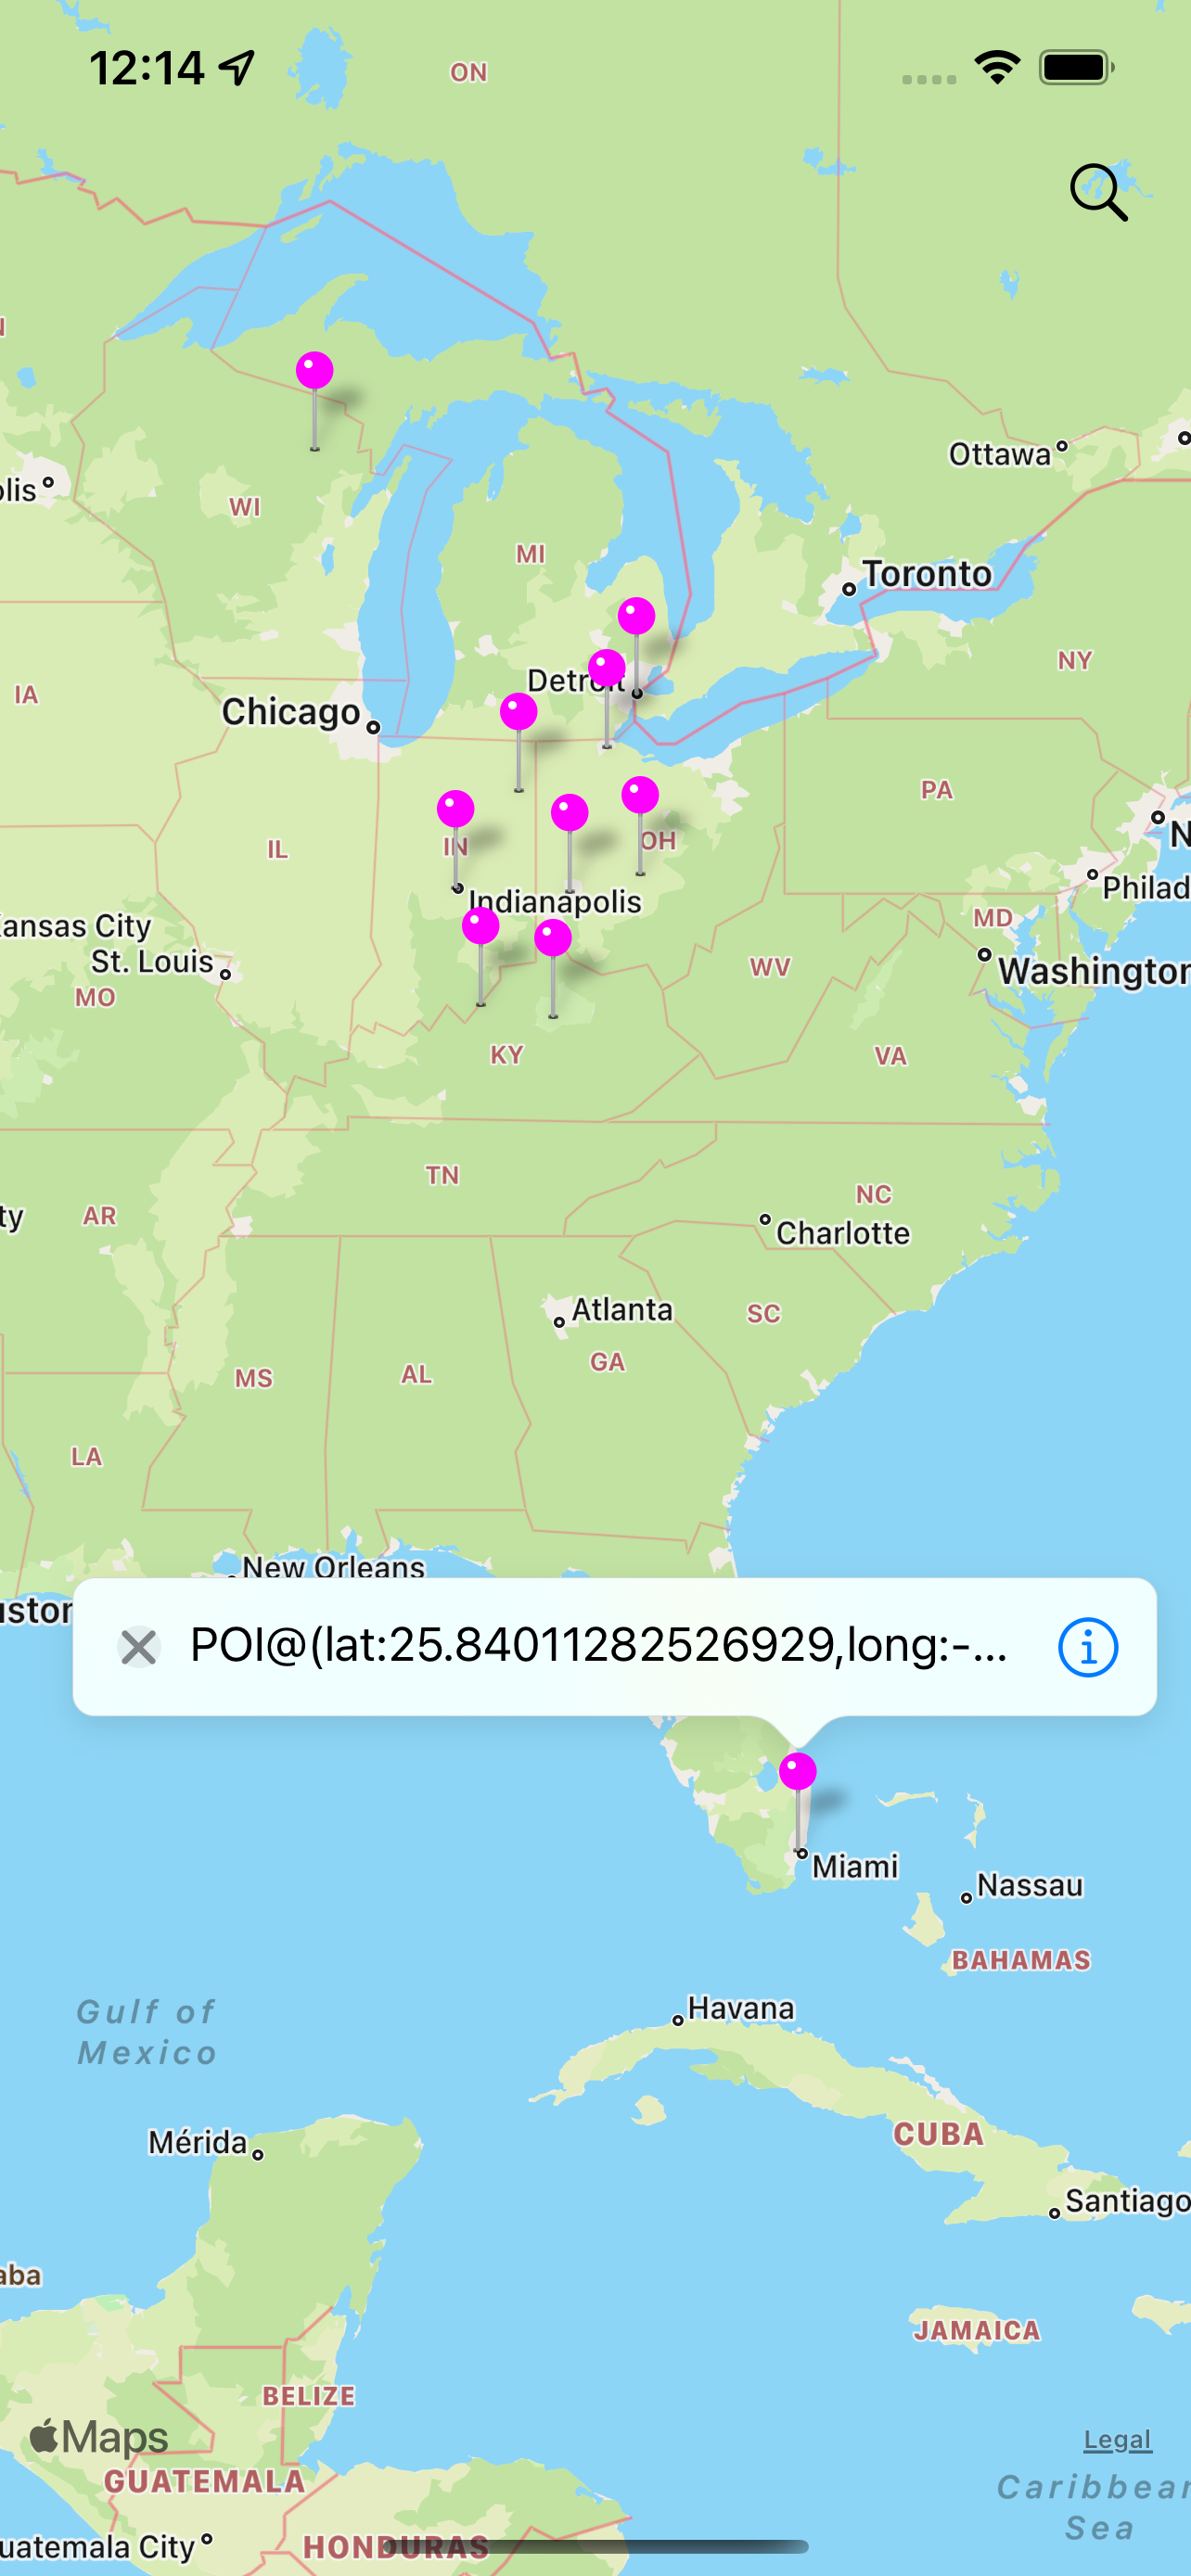 12:14
ON
Ottawa
olis
WI
MI
Toronto
Detroit
NY
IA
Chicago
PA
IN
OH
IL
N
Philad
Indianapolis
MD
ansas City
St. Louis
WV
Washington
MO
KY
VA
TN
NC
ty
AR
Charlotte
Atlanta
SC
GA
MS
AL
LA
New Orleans
uston
POI@(lat:25.84011282526929,long:-...
Miami
Nassau
BAHAMAS
Gulf of
Mexico
Havana
Mérida
CUBA
Santiago
aba
JAMAICA
BELIZE
Maps
Legal
GUATEMALA
Caribbean
Sea
uatemala City
HONDURAS